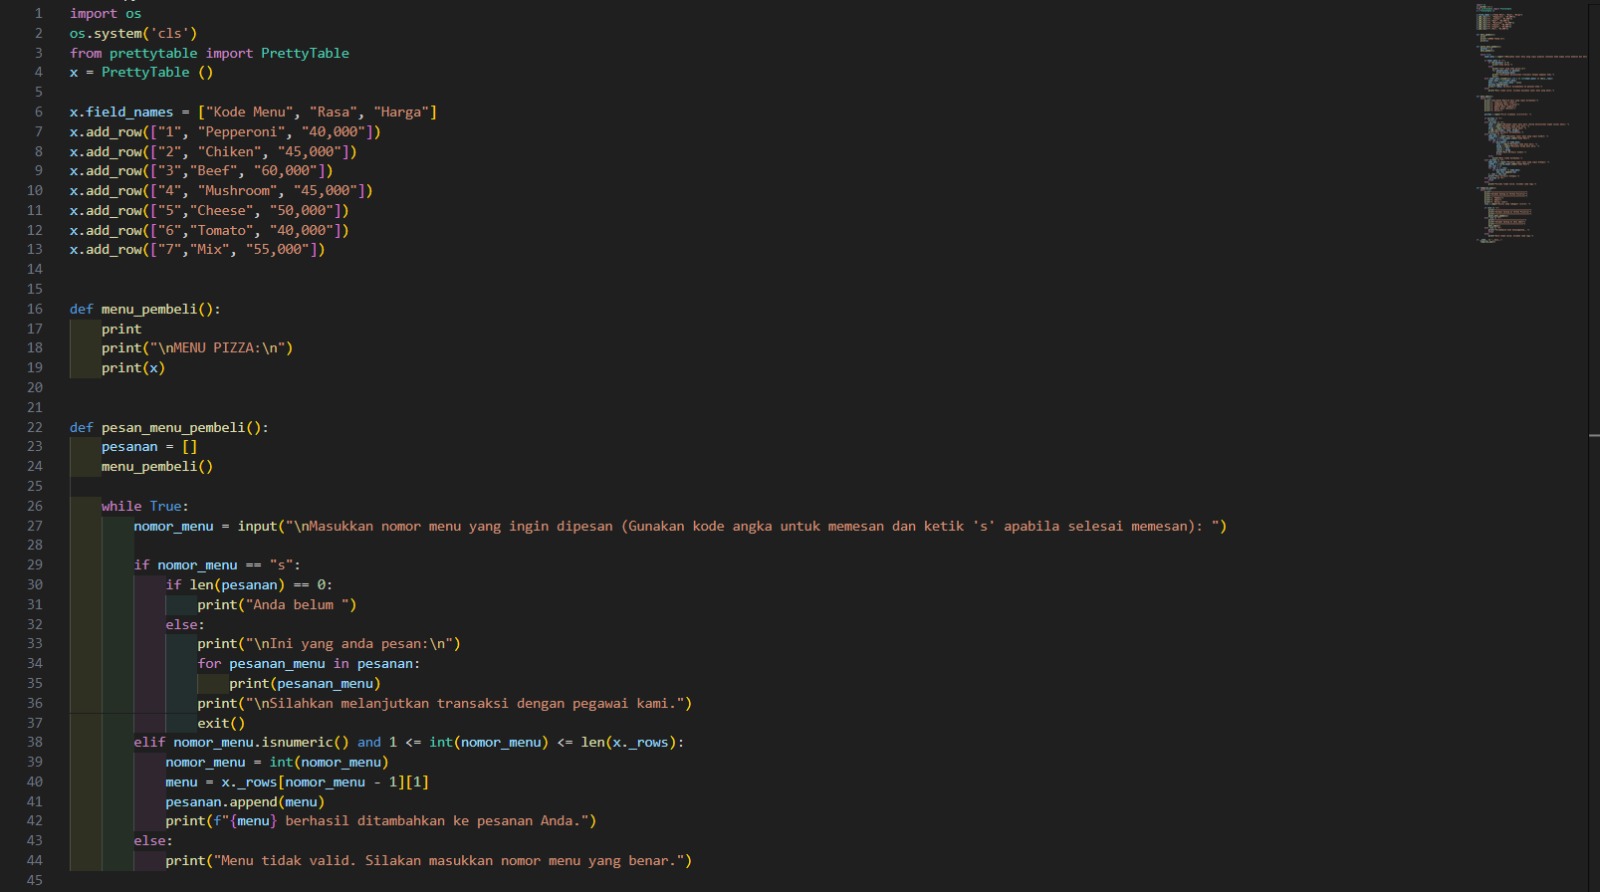 1 import os
2 os.system('cls')
3 from prettytable import PrettyTable
4 x = PrettyTable ()
5
6 x.field_names = ["Kode Menu", "Rasa", "Harga"]
7 x.add_row(["1", "Pepperoni", "40,000"])
8 x.add_row(["2", "Chiken", "45,000"])
9 x.add_row(["3","Beef", "60,000"])
10 x.add_row(["4", "Mushroom", "45,000"])
11 x.add_row(["5","Cheese", "50,000"])
12 x.add_row(["6","Tomato", "40,000"])
13 x.add_row(["7","Mix", "55,000"])
14
15
16 def menu_pembeli():
17     print
18     print("\nMENU PIZZA:\n")
19     print(x)
20
21
22 def pesan_menu_pembeli():
23     pesanan = []
24     menu_pembeli()
25
26     while True:
27         nomor_menu = input("\nMasukkan nomor menu yang ingin dipesan (Gunakan kode angka untuk memesan dan ketik 's' apabila selesai memesan): ")
28
29         if nomor_menu == "s":
30             if len(pesanan) == 0:
31                 print("Anda belum ")
32             else:
33                 print("\nIni yang anda pesan:\n")
34                 for pesanan_menu in pesanan:
35                     print(pesanan_menu)
36                 print("\nSilahkan melanjutkan transaksi dengan pegawai kami.")
37                 exit()
38         elif nomor_menu.isnumeric() and 1 <= int(nomor_menu) <= len(x._rows):
39             nomor_menu = int(nomor_menu)
40             menu = x._rows[nomor_menu - 1][1]
41             pesanan.append(menu)
42             print(f"{menu} berhasil ditambahkan ke pesanan Anda.")
43         else:
44             print("Menu tidak valid. Silakan masukkan nomor menu yang benar.")
45